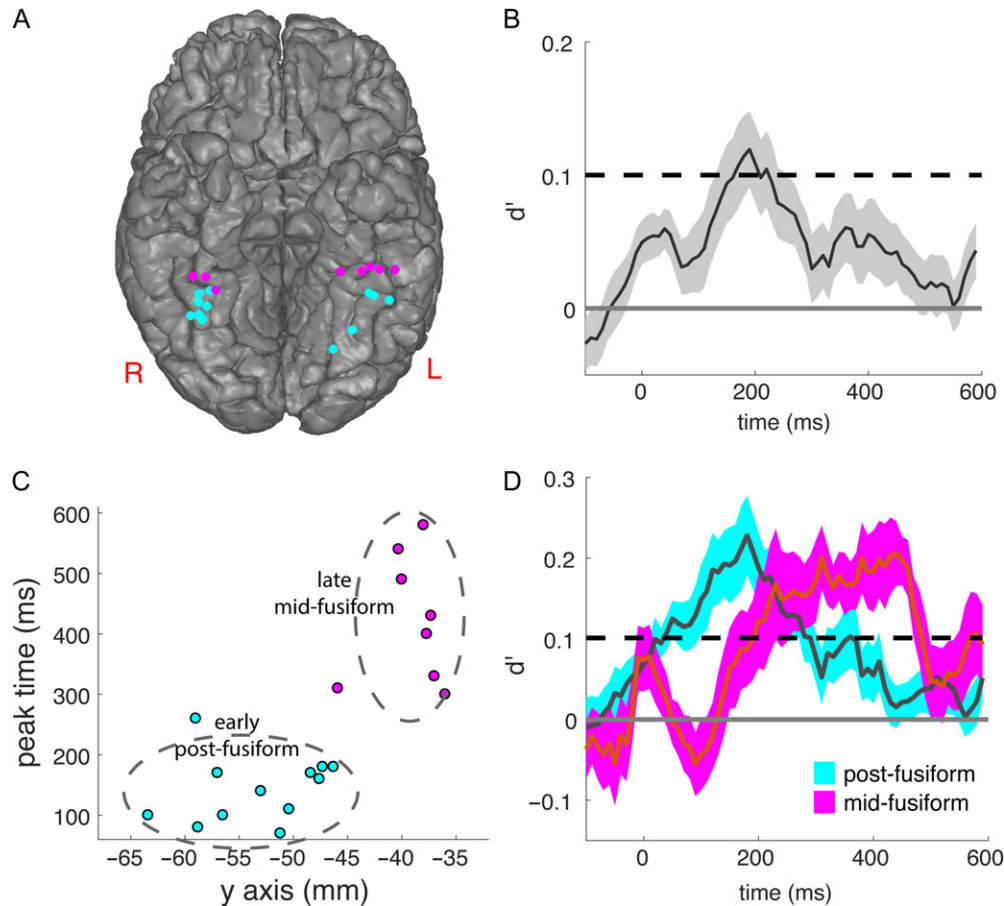 A
R
L
B
0.2
0.1
0
d'
0
200
400
600
time (ms)
C
600
500
400
300
200
100
peak time (ms)
late
mid-fusiform
early
post-fusiform
−65
−60
−55
−50
−45
−40
−35
y axis (mm)
D
0.3
0.2
0.1
0
−0.1
d'
post-fusiform
mid-fusiform
0
200
400
600
time (ms)